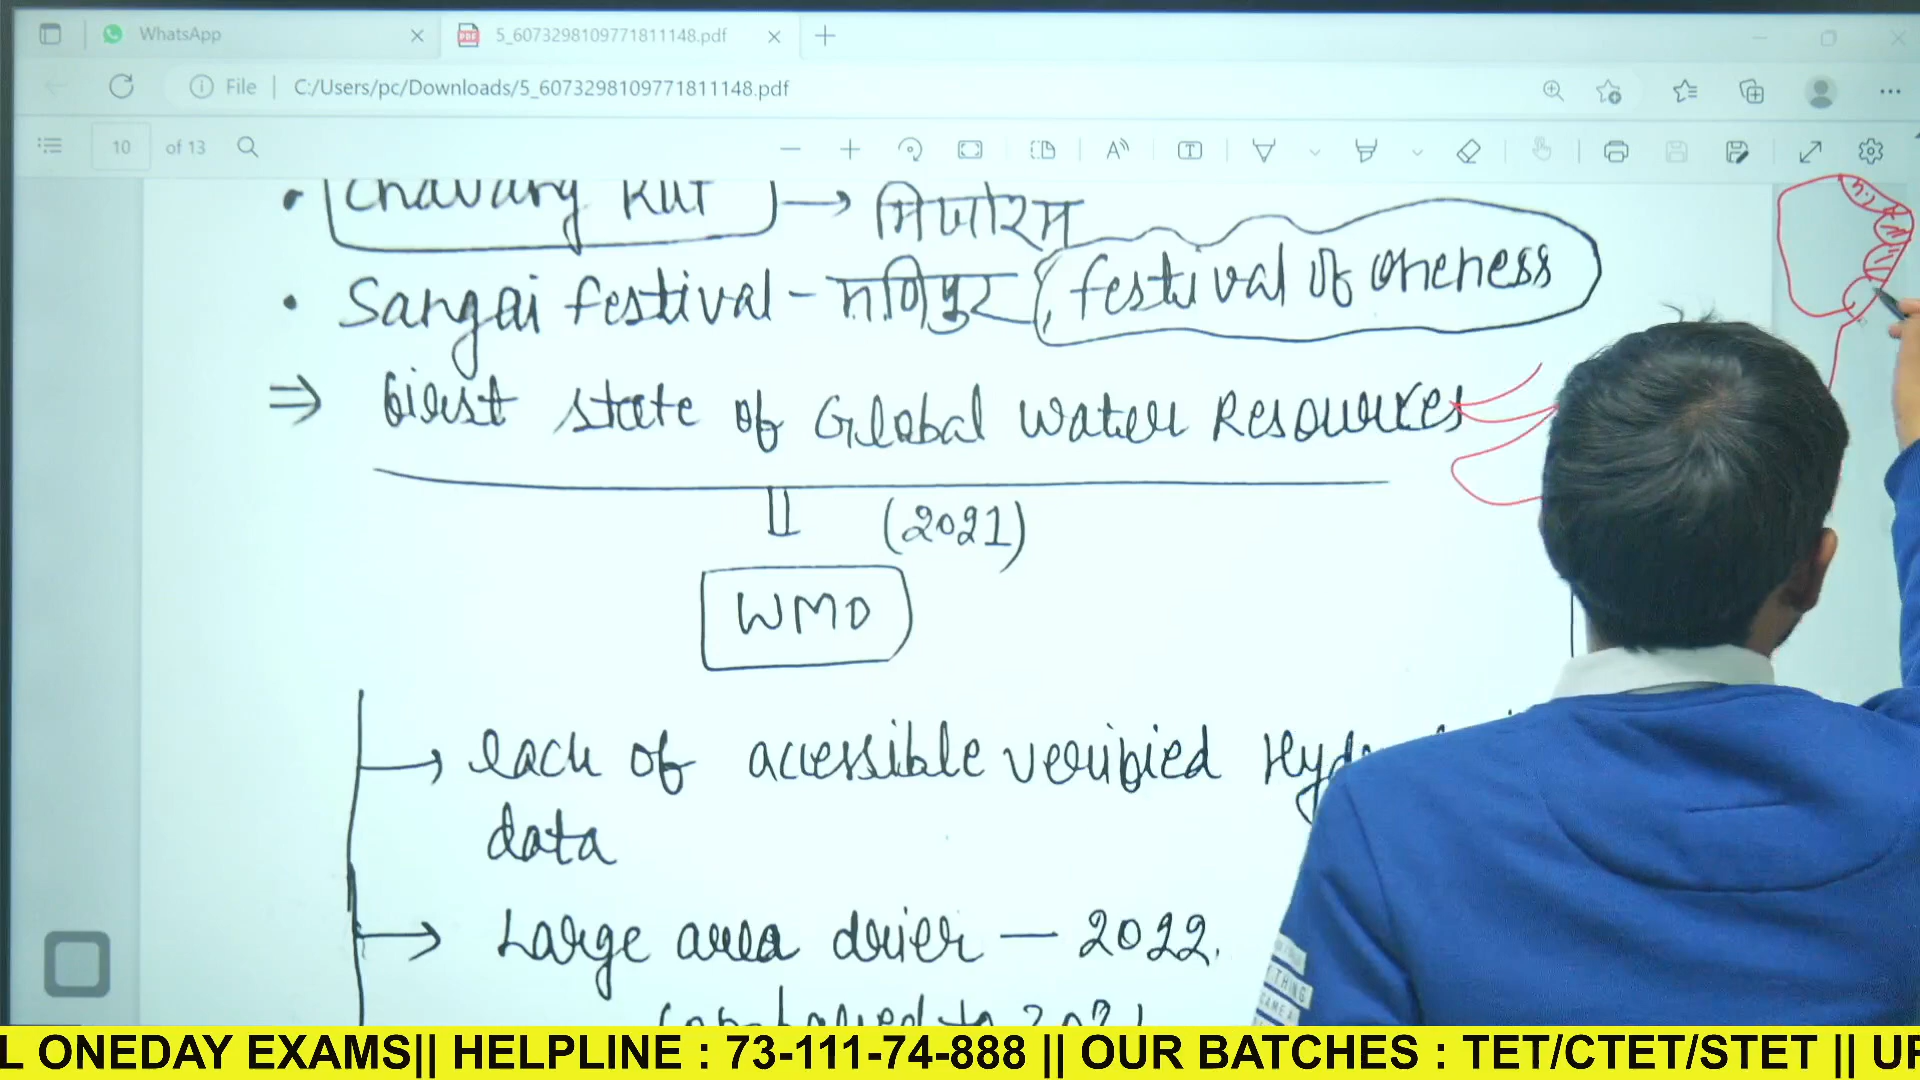 WhatsApp
5_6073298109771811148.pdf
File
C:/Users/pc/Downloads/5_6073298109771811148.pdf
10 of 13
Kut → मिजोरम
• Sangai festival - मणिपुर, festival of oneness
⇒ first state of Global Water Resources
(2021)
WMO
→ lack of accessible verified
data
→ Large area drier — 2022.
2021
L ONEDAY EXAMS|| HELPLINE : 73-111-74-888 || OUR BATCHES : TET/CTET/STET || UP